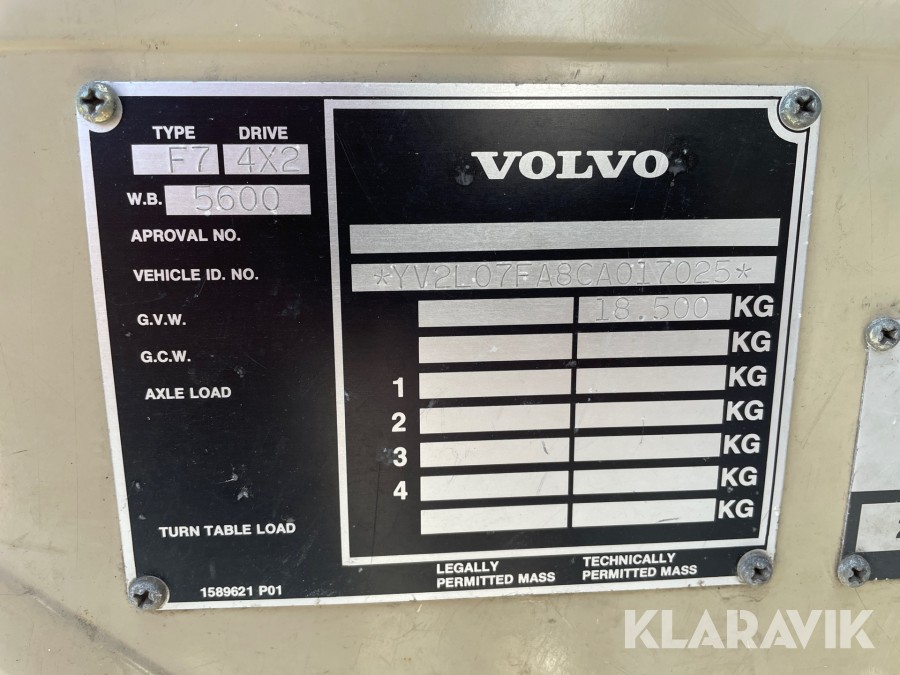 TYPE DRIVE
F7 4X2
W.B. 5600
VOLVO
APROVAL NO.
VEHICLE ID. NO. *YV2L07FA8CA017025*
G.V.W. 18.500 KG
G.C.W. KG
AXLE LOAD 1 KG
2 KG
3 KG
4 KG
TURN TABLE LOAD KG
LEGALLY PERMITTED MASS
TECHNICALLY PERMITTED MASS
1589621 P01
KLARAVIK